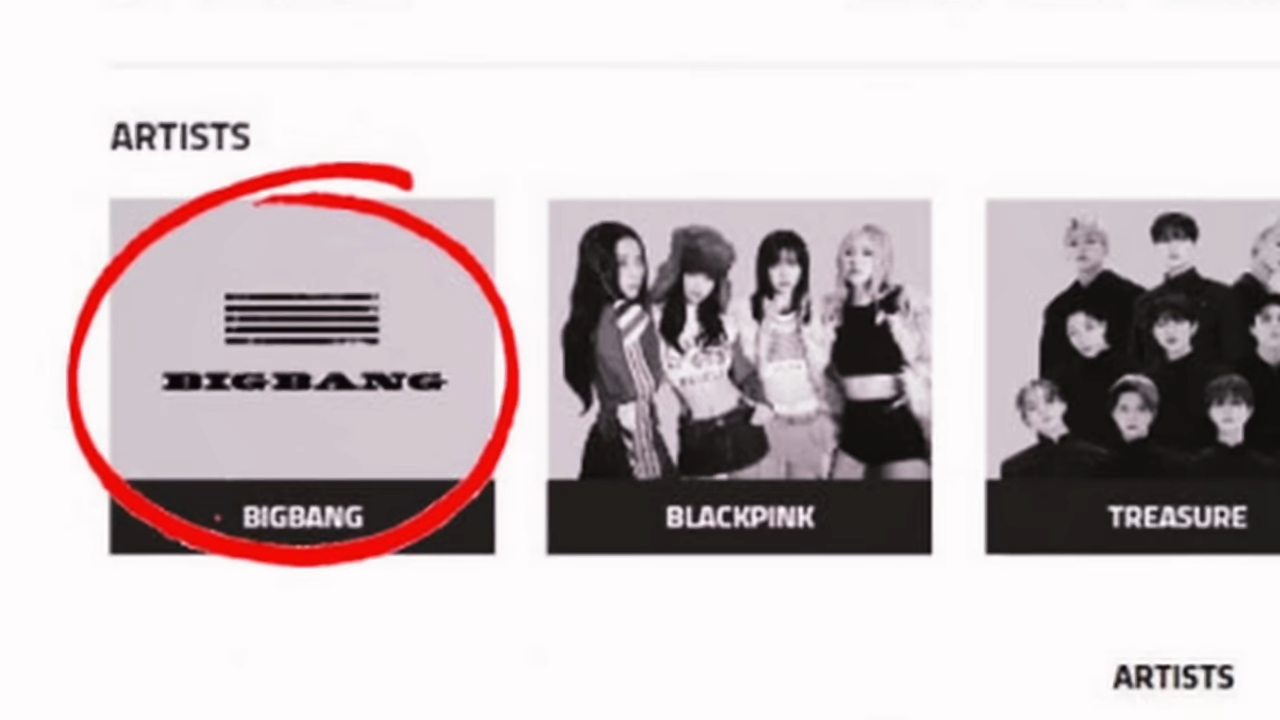 ARTISTS
BIGBANG
BIGBANG
BLACKPINK
TREASURE
ARTISTS